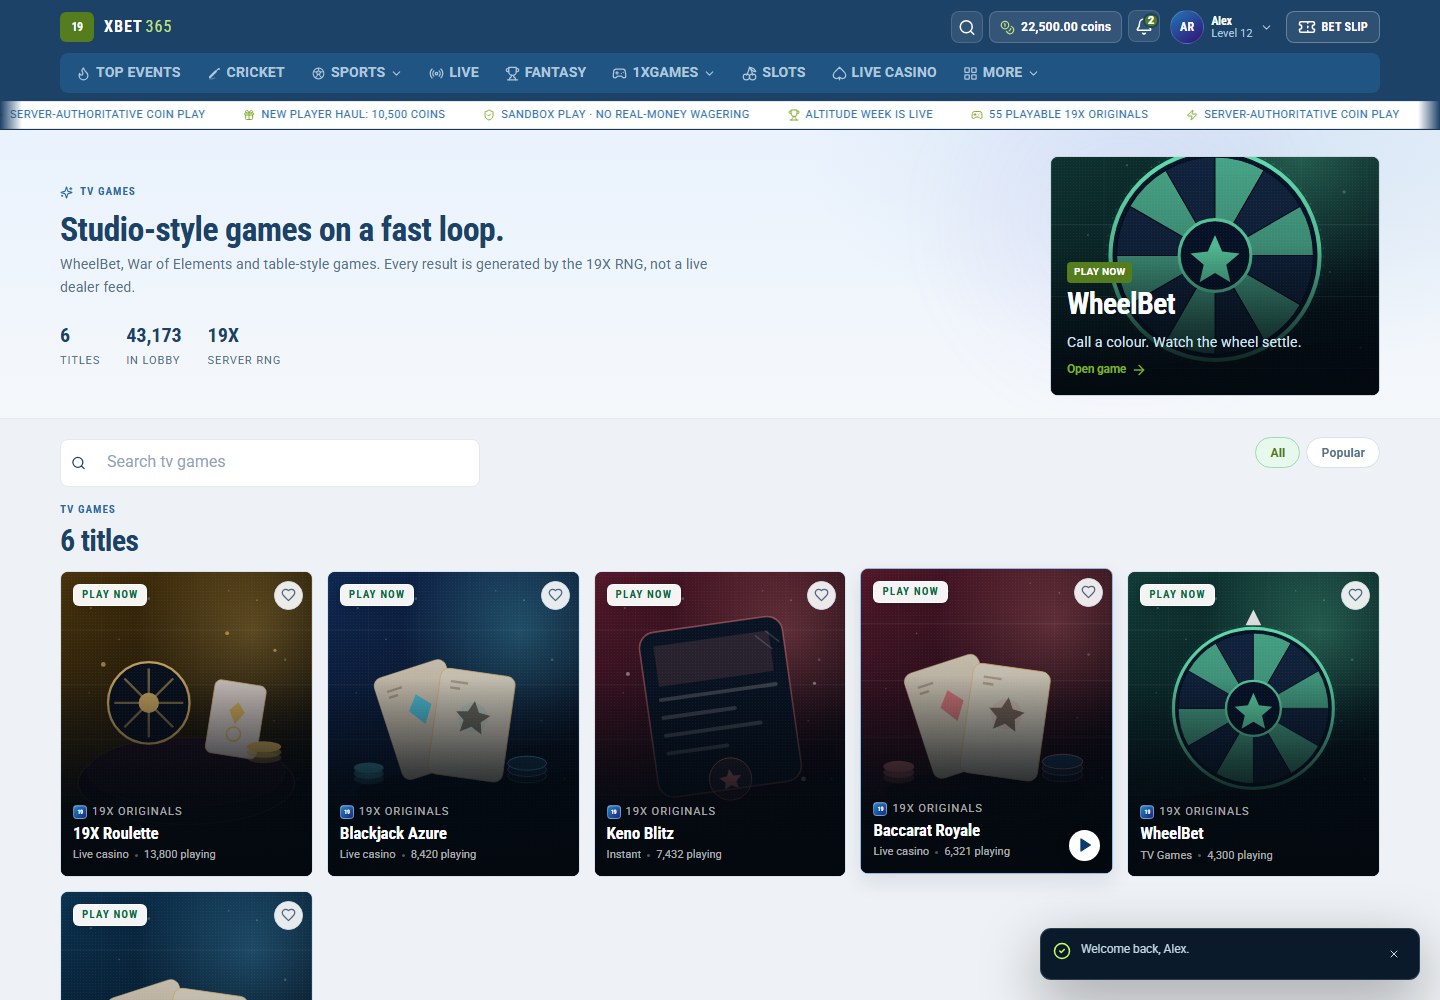 19 XBET 365
22,500.00 coins
2
AR
Alex
Level 12
BET SLIP
TOP EVENTS
CRICKET
SPORTS
LIVE
FANTASY
1XGAMES
SLOTS
LIVE CASINO
MORE
SERVER-AUTHORITATIVE COIN PLAY
NEW PLAYER HAUL: 10,500 COINS
SANDBOX PLAY · NO REAL-MONEY WAGERING
ALTITUDE WEEK IS LIVE
55 PLAYABLE 19X ORIGINALS
SERVER-AUTHORITATIVE COIN PLAY
TV GAMES
Studio-style games on a fast loop.
WheelBet, War of Elements and table-style games. Every result is generated by the 19X RNG, not a live
dealer feed.
6
TITLES
43,173
IN LOBBY
19X
SERVER RNG
PLAY NOW
WheelBet
Call a colour. Watch the wheel settle.
Open game
Search tv games
All
Popular
TV GAMES
6 titles
PLAY NOW
19 19X ORIGINALS
19X Roulette
Live casino • 13,800 playing
PLAY NOW
19 19X ORIGINALS
Blackjack Azure
Live casino • 8,420 playing
PLAY NOW
19 19X ORIGINALS
Keno Blitz
Instant • 7,432 playing
PLAY NOW
19 19X ORIGINALS
Baccarat Royale
Live casino • 6,321 playing
PLAY NOW
19 19X ORIGINALS
WheelBet
TV Games • 4,300 playing
PLAY NOW
Welcome back, Alex.